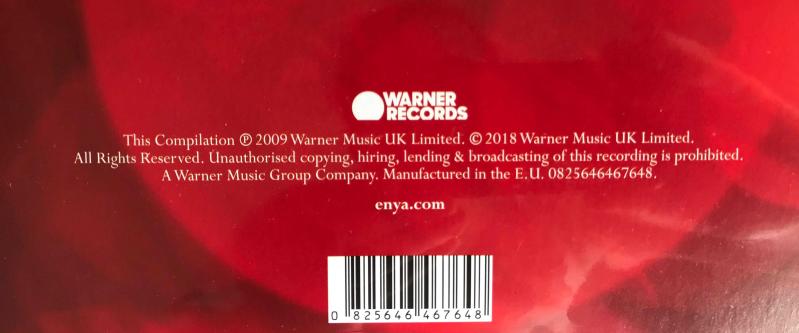 WARNER
RECORDS
This Compilation ℗ 2009 Warner Music UK Limited. © 2018 Warner Music UK Limited.
All Rights Reserved. Unauthorised copying, hiring, lending & broadcasting of this recording is prohibited.
A Warner Music Group Company. Manufactured in the E.U. 0825646467648.
enya.com
0 825646 467648